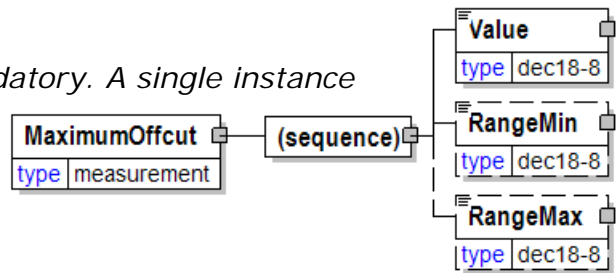 Value
type dec18-8
datory. A single instance
RangeMin
type dec18-8
MaximumOffcut
type measurement
(sequence)
RangeMax
type dec18-8